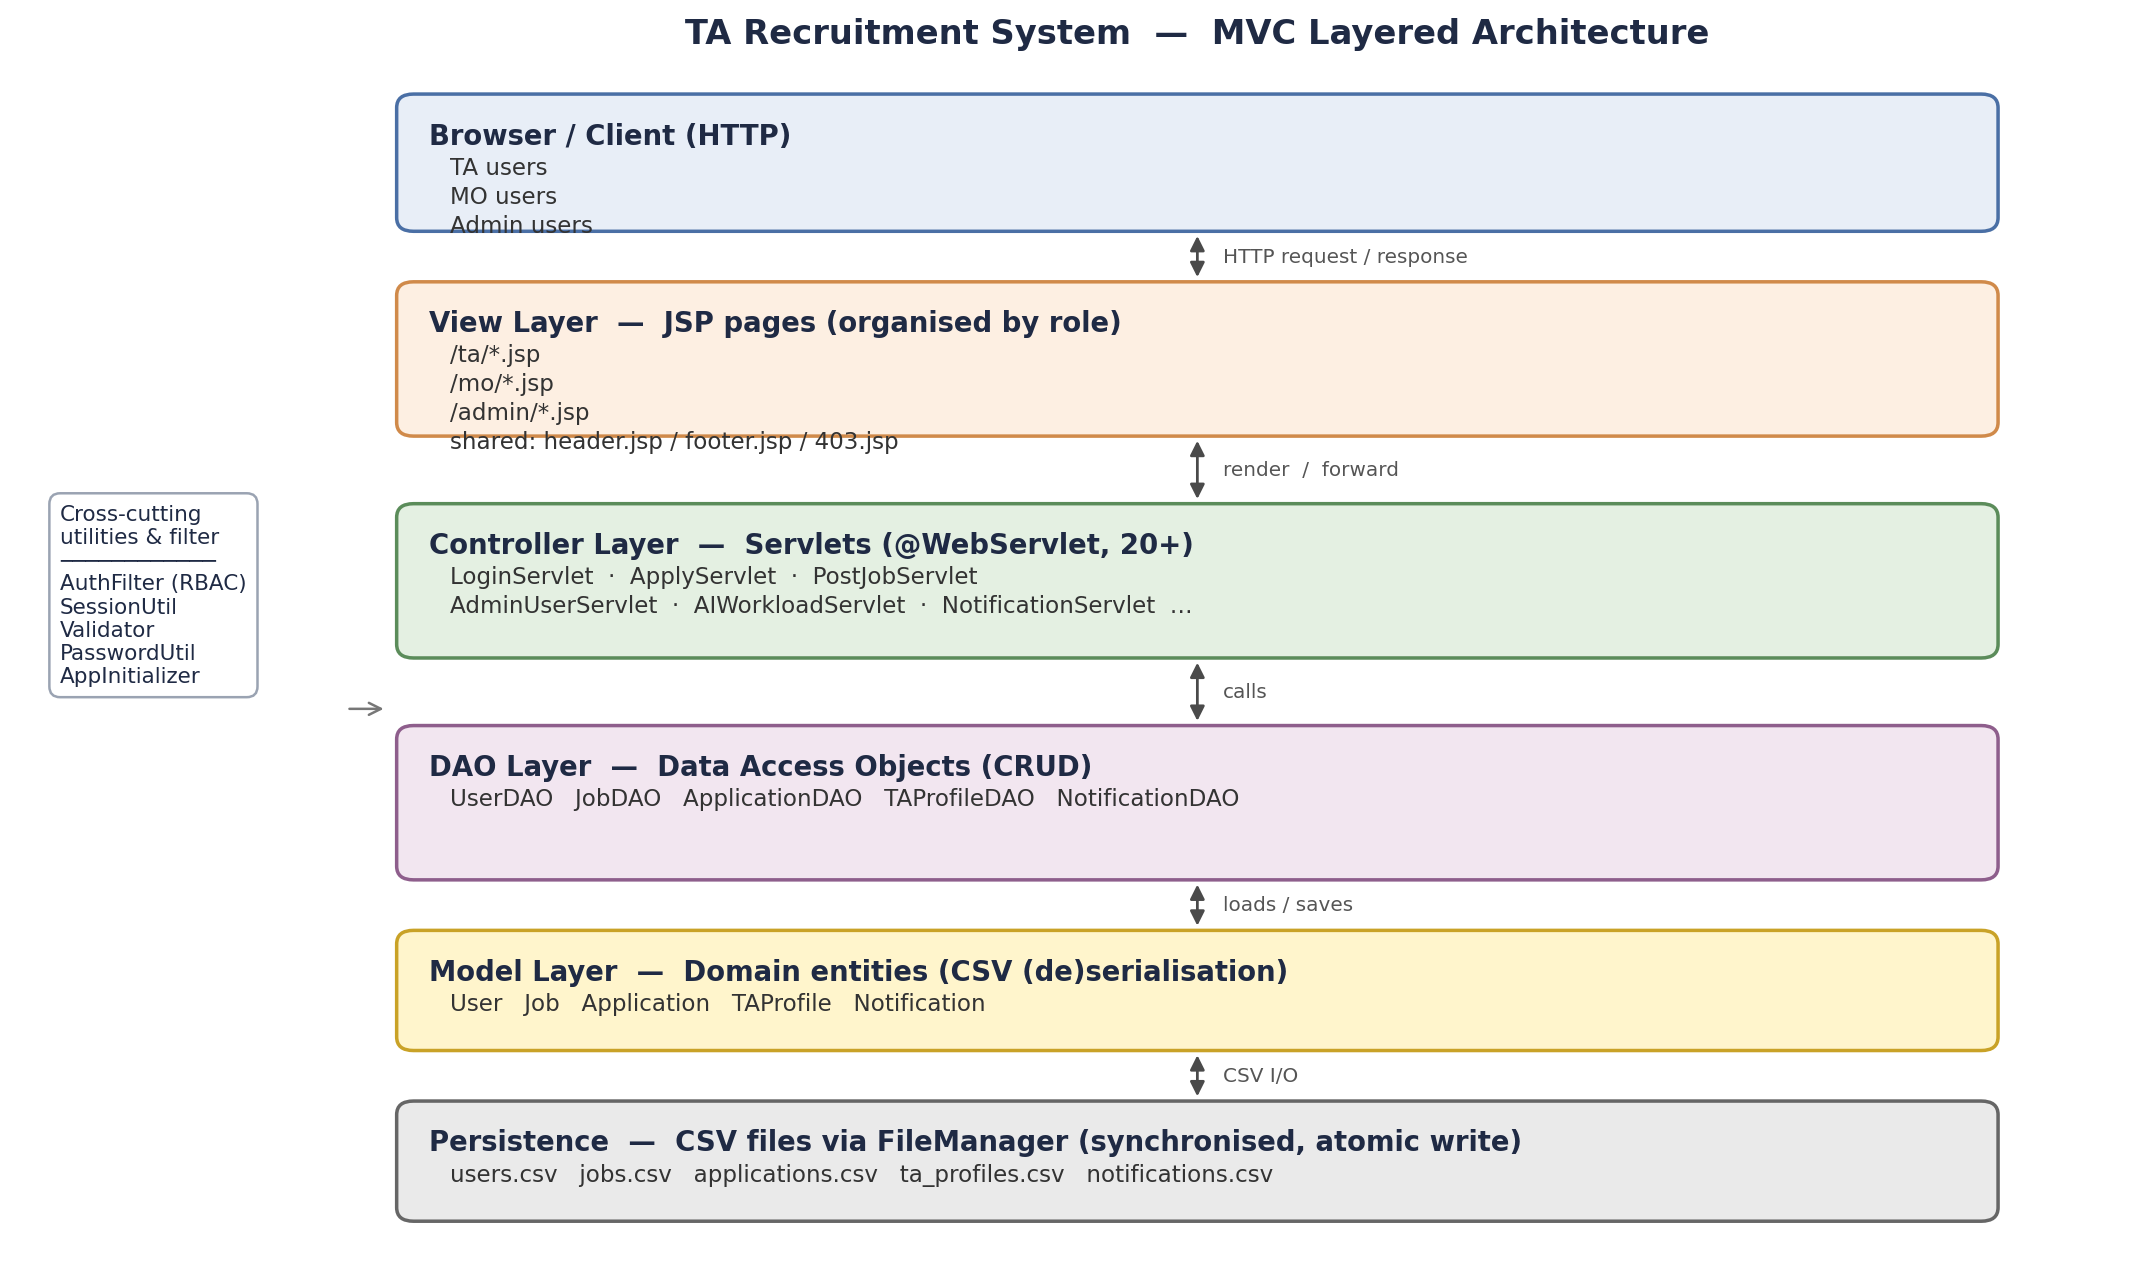 TA Recruitment System — MVC Layered Architecture
Browser / Client (HTTP)
TA users
MO users
Admin users
HTTP request / response
View Layer — JSP pages (organised by role)
/ta/*.jsp
/mo/*.jsp
/admin/*.jsp
shared: header.jsp / footer.jsp / 403.jsp
render / forward
Cross-cutting
utilities & filter
AuthFilter (RBAC)
SessionUtil
Validator
PasswordUtil
AppInitializer
Controller Layer — Servlets (@WebServlet, 20+)
LoginServlet · ApplyServlet · PostJobServlet
AdminUserServlet · AIWorkloadServlet · NotificationServlet …
calls
DAO Layer — Data Access Objects (CRUD)
UserDAO JobDAO ApplicationDAO TAProfileDAO NotificationDAO
loads / saves
Model Layer — Domain entities (CSV (de)serialisation)
User Job Application TAProfile Notification
CSV I/O
Persistence — CSV files via FileManager (synchronised, atomic write)
users.csv jobs.csv applications.csv ta_profiles.csv notifications.csv